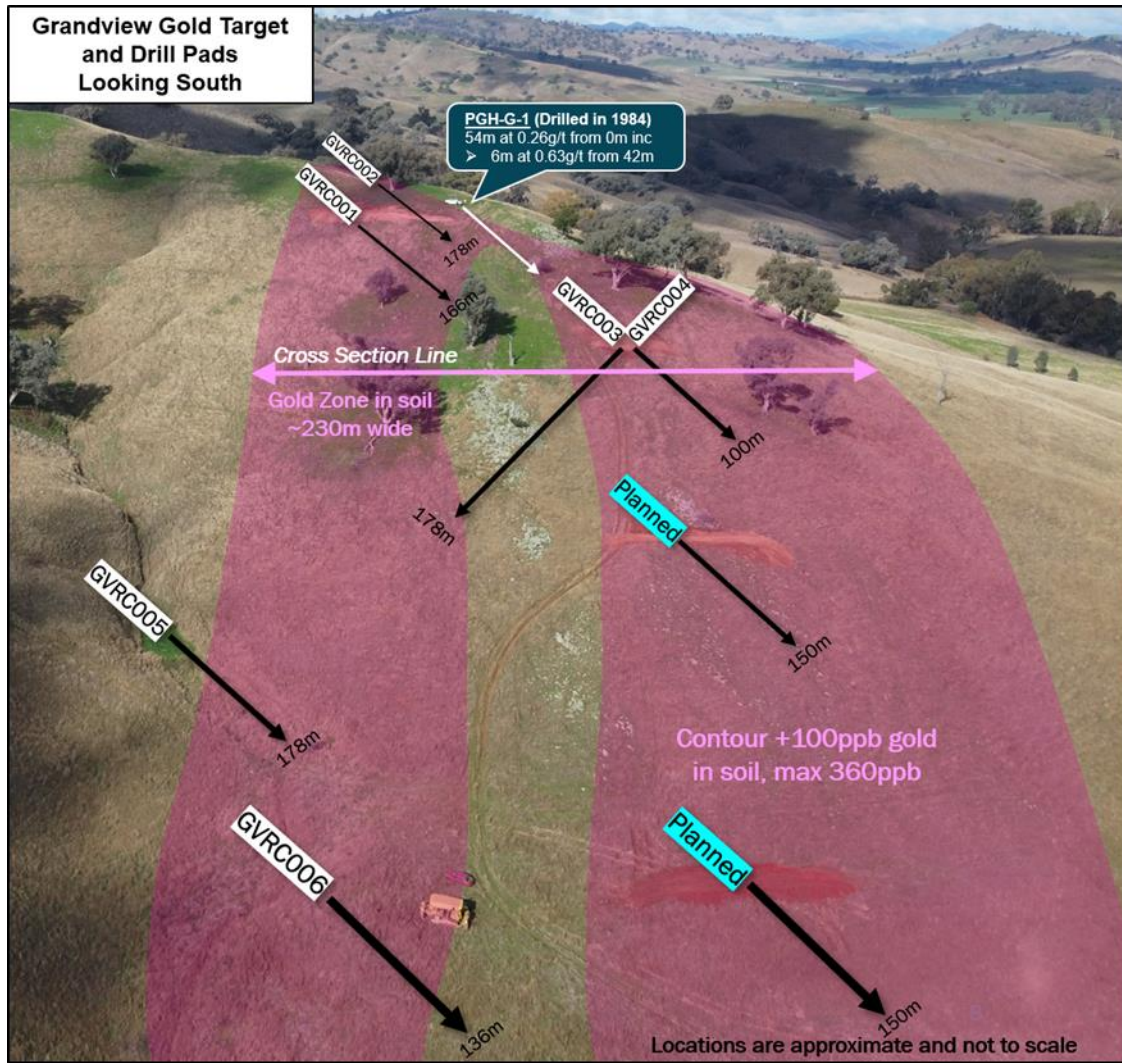 Grandview Gold Target
and Drill Pads
Looking South
PGH-G-1 (Drilled in 1984)
54m at 0.26g/t from 0m inc
➢ 6m at 0.63g/t from 42m
GVRC002
GVRC001
178m
166m
GVRC003
GVRC004
Cross Section Line
Gold Zone in soil
~230m wide
100m
178m
Planned
150m
GVRC005
178m
Contour +100ppb gold
in soil, max 360ppb
GVRC006
Planned
136m
150m
Locations are approximate and not to scale